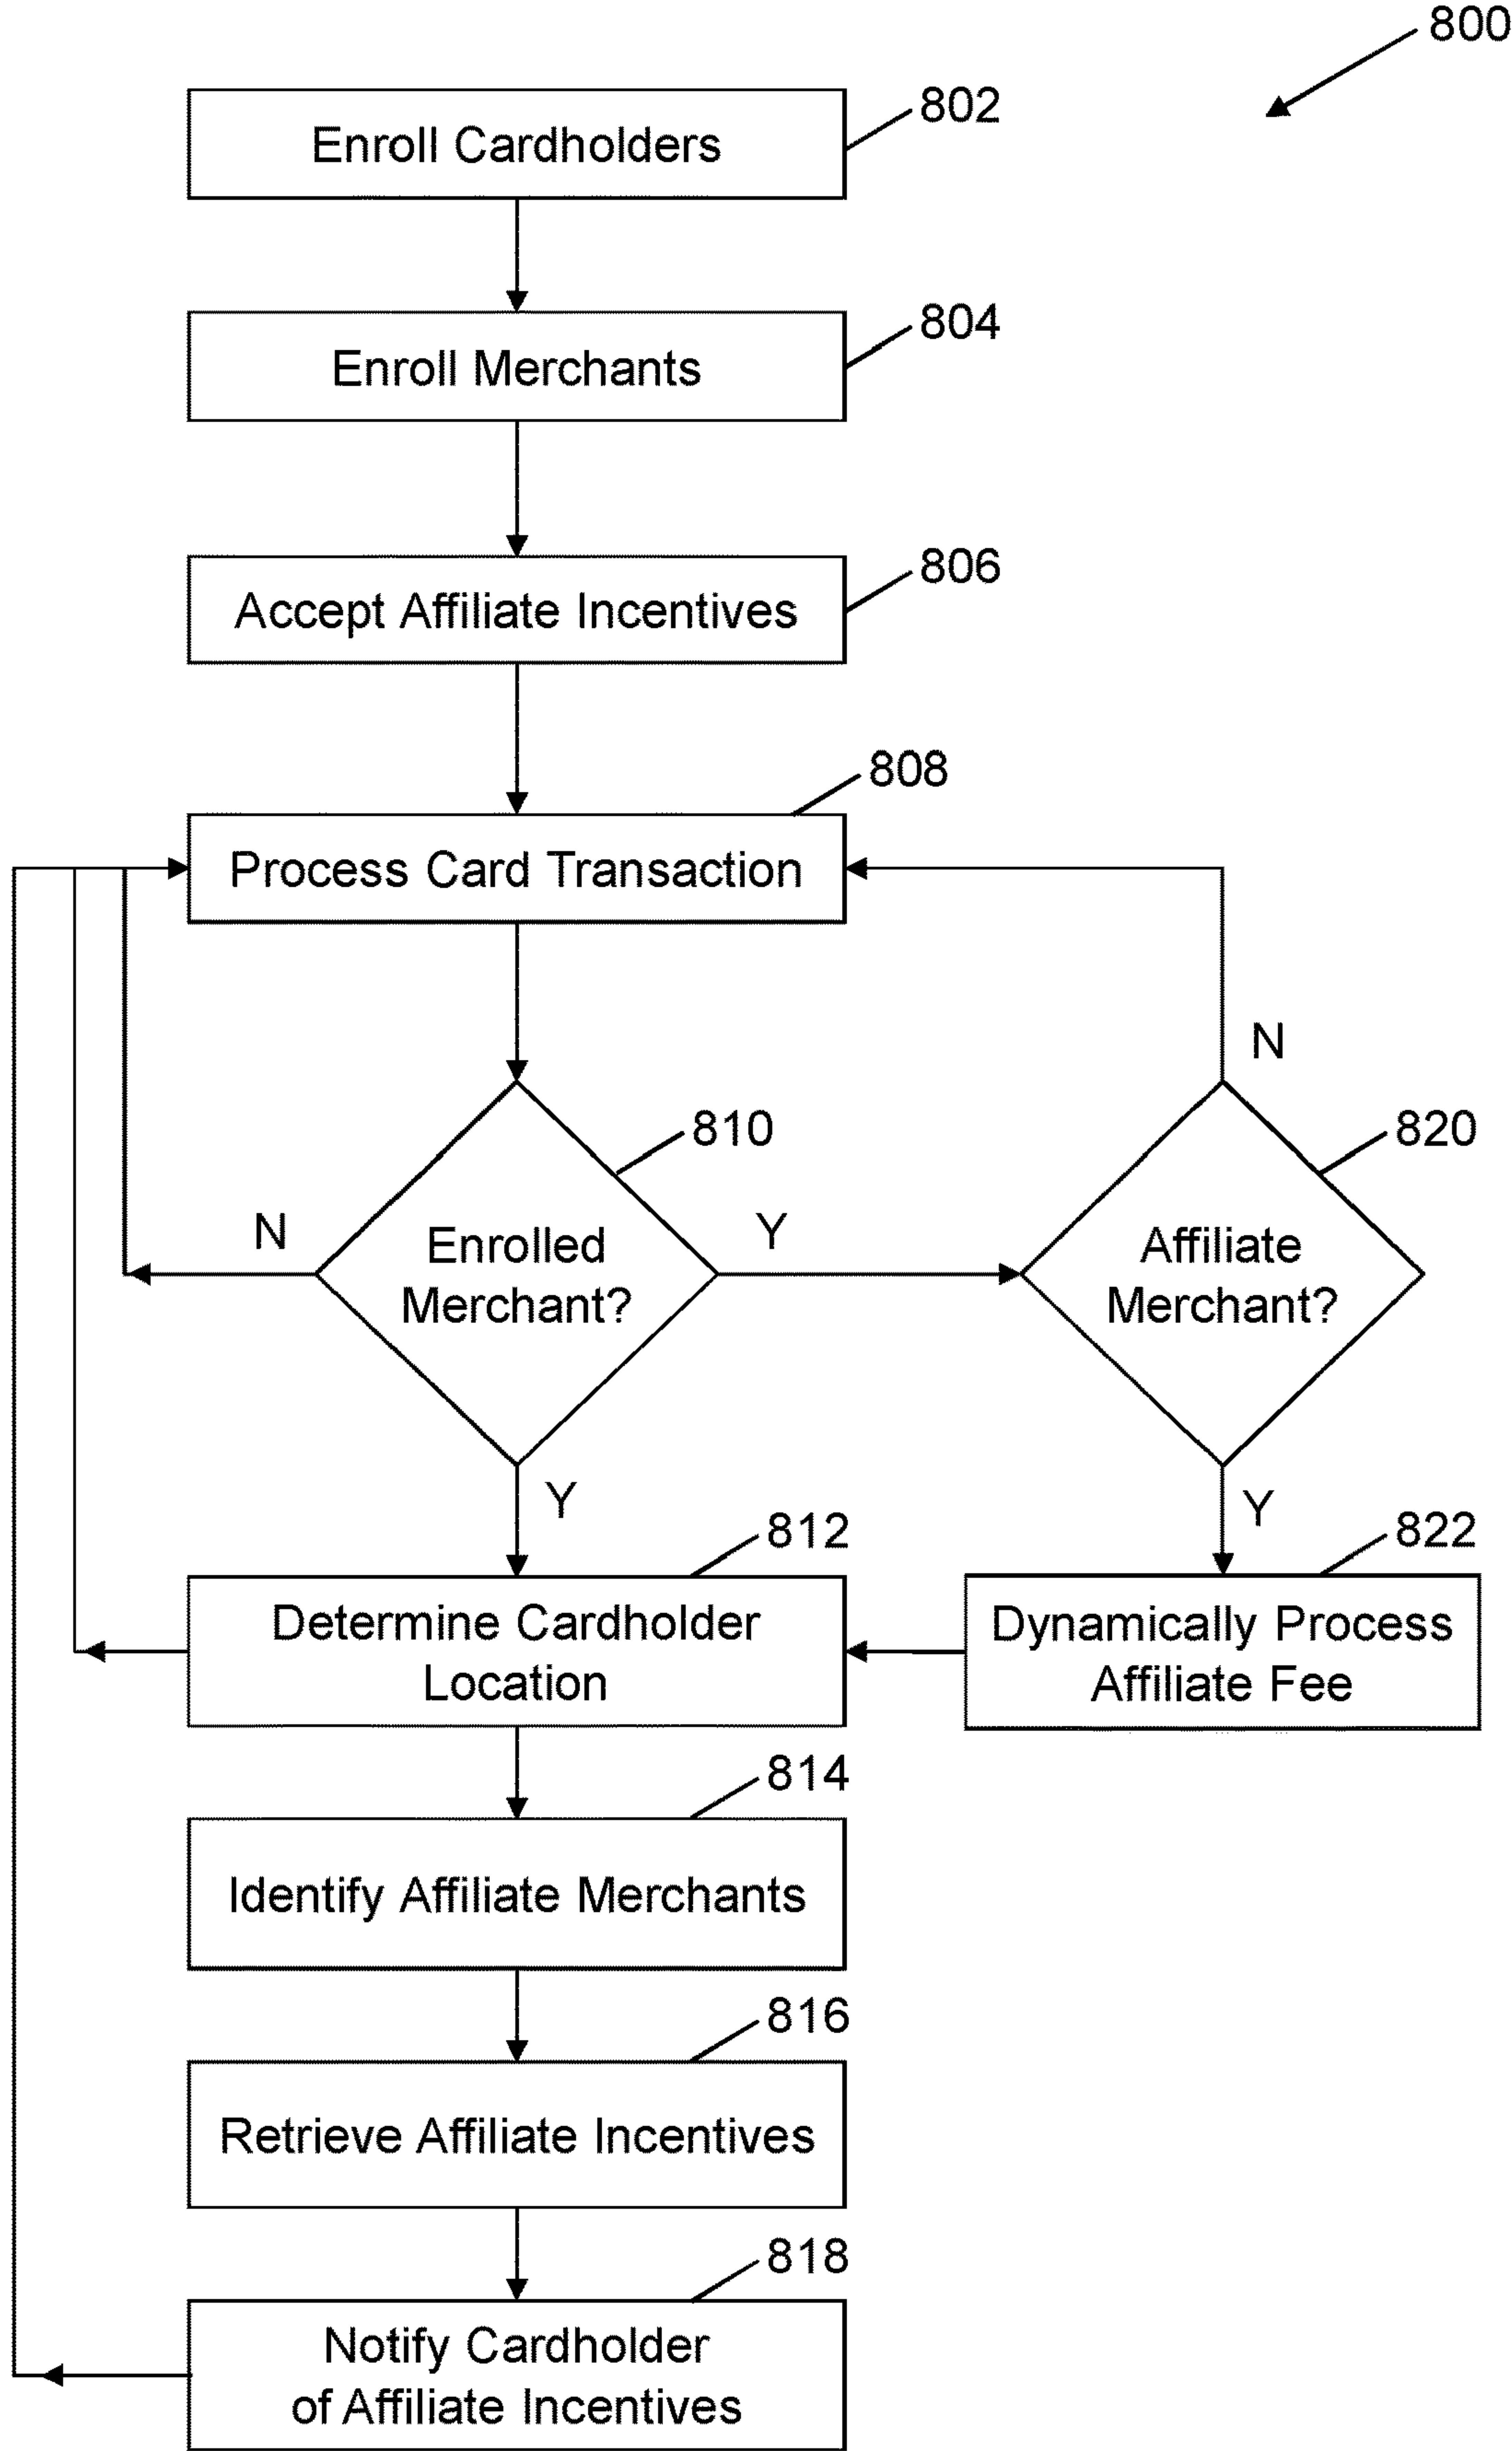 800
802
Enroll Cardholders
804
Enroll Merchants
806
Accept Affiliate Incentives
808
Process Card Transaction
N
810
820
N
Enrolled
Merchant?
Y
Affiliate
Merchant?
Y
Y
812
822
Determine Cardholder
Location
Dynamically Process
Affiliate Fee
814
Identify Affiliate Merchants
816
Retrieve Affiliate Incentives
818
Notify Cardholder
of Affiliate Incentives